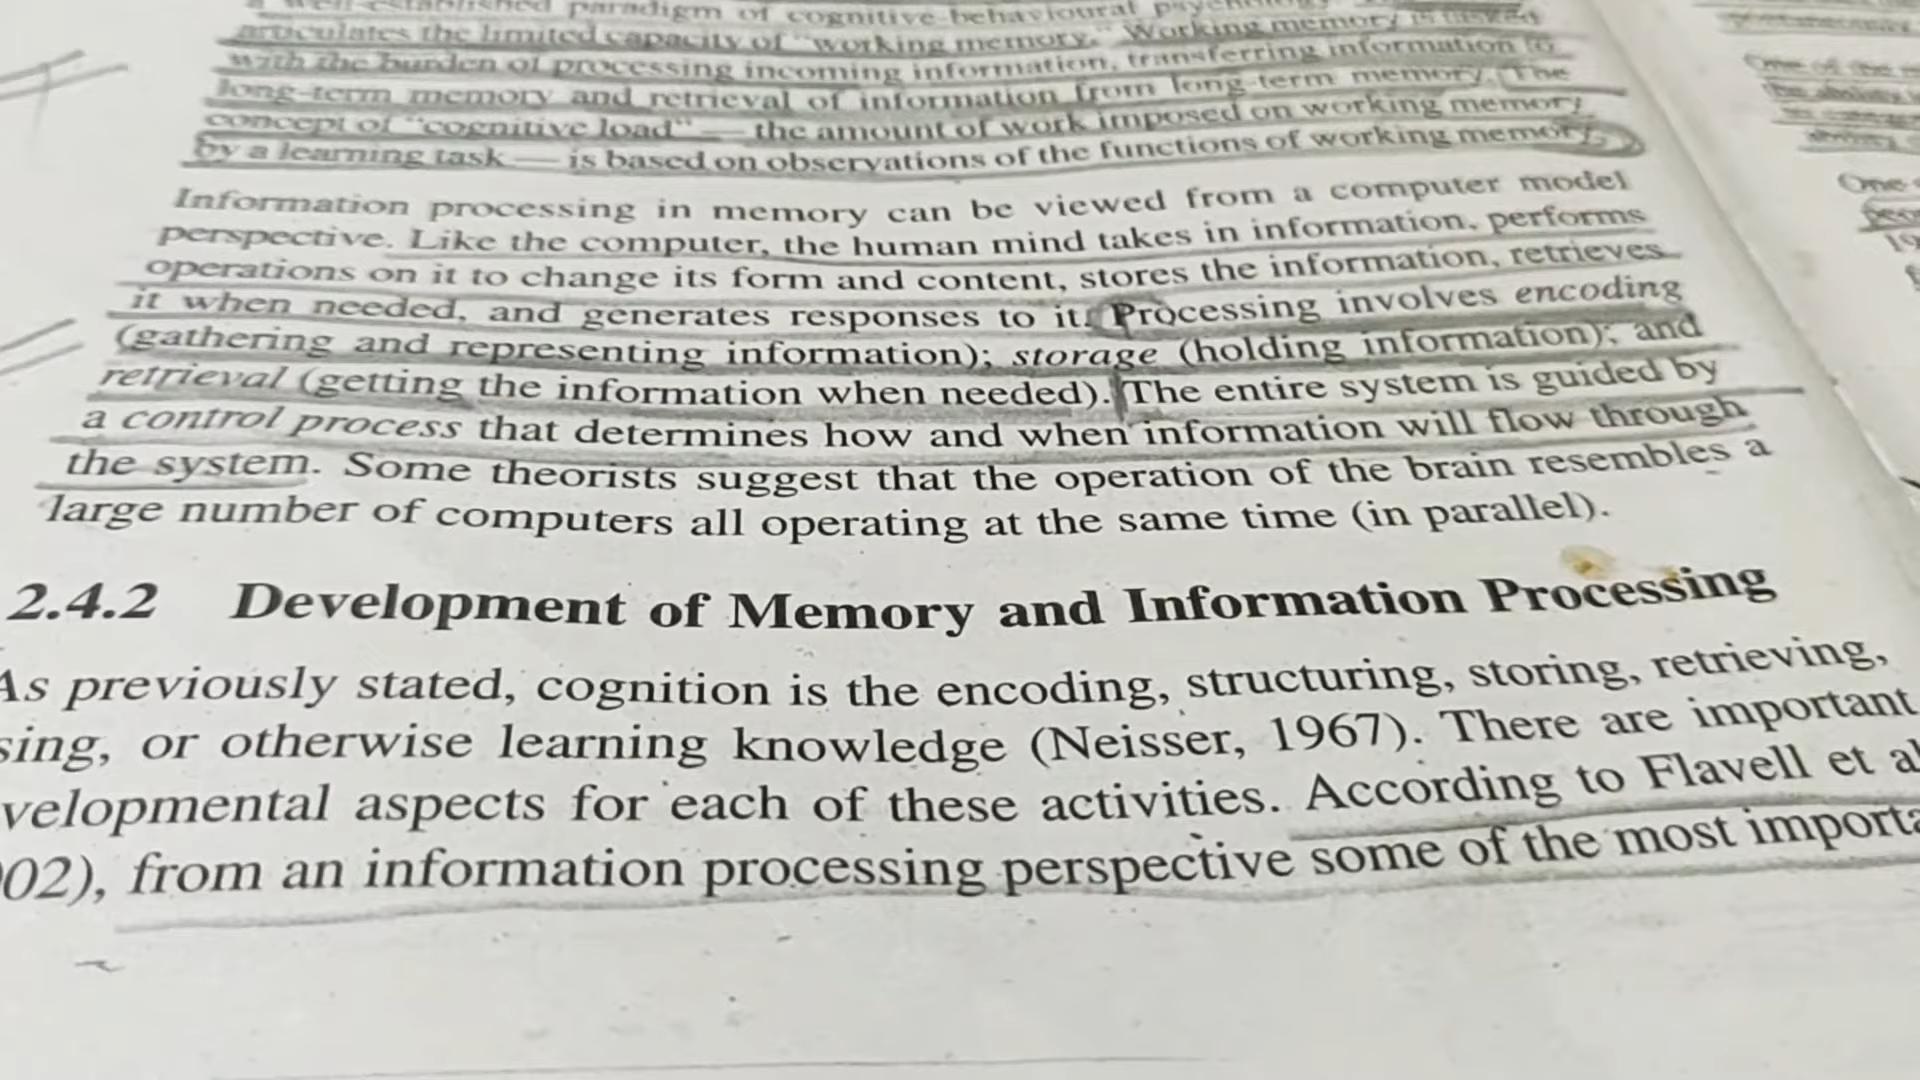 a well-established paradigm of cognitive behavioural
articulates the limited capacity of "working memory." Working memory is tasked
with the burden of processing incoming information, transferring information to
long-term memory and retrieval of information from long-term memory. The
concept of "cognitive load" — the amount of work imposed on working memory
by a learning task — is based on observations of the functions of working memory.
Information processing in memory can be viewed from a computer model
perspective. Like the computer, the human mind takes in information, performs
operations on it to change its form and content, stores the information, retrieves
it when needed, and generates responses to it. Processing involves encoding
(gathering and representing information); storage (holding information); and
retrieval (getting the information when needed). The entire system is guided by
a control process that determines how and when information will flow through
the system. Some theorists suggest that the operation of the brain resembles a
large number of computers all operating at the same time (in parallel).
2.4.2 Development of Memory and Information Processing
As previously stated, cognition is the encoding, structuring, storing, retrieving,
sing, or otherwise learning knowledge (Neisser, 1967). There are important
velopmental aspects for each of these activities. According to Flavell et al
02), from an information processing perspective some of the most importa
One of the
One